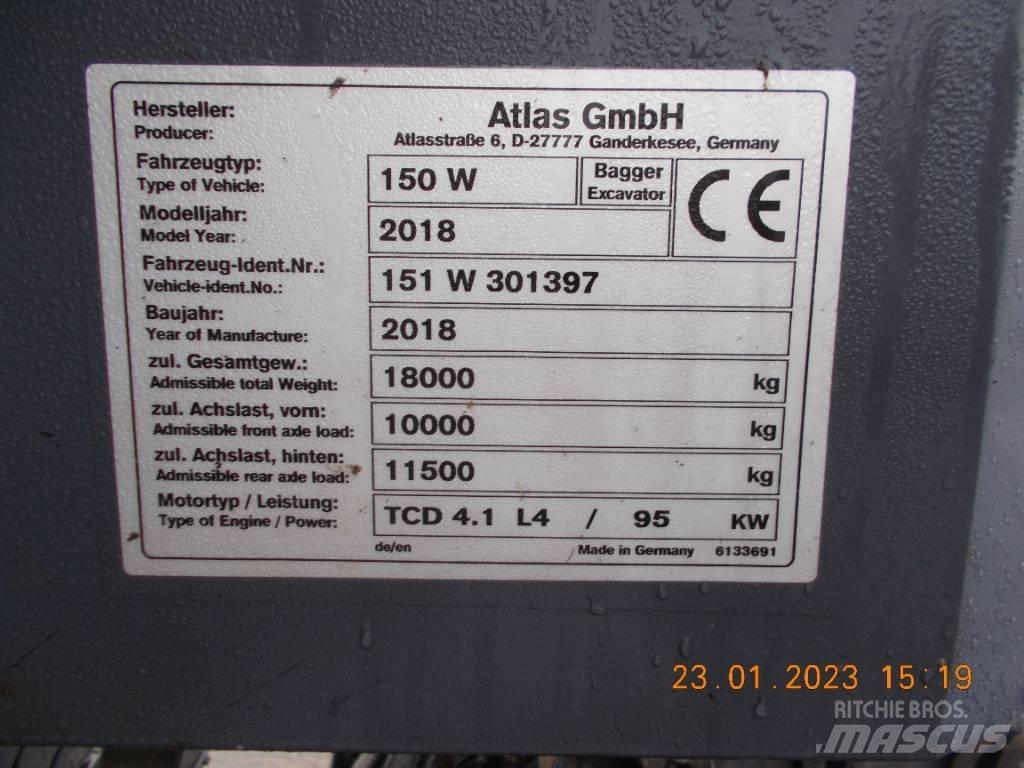 Hersteller:
Producer:
Atlas GmbH
Atlasstraße 6, D-27777 Ganderkesee, Germany
Fahrzeugtyp:
Type of Vehicle:
150 W
Bagger
Excavator
CE
Modelljahr:
Model Year:
2018
Fahrzeug-Ident.Nr.:
Vehicle-ident.No.:
151 W 301397
Baujahr:
Year of Manufacture:
2018
zul. Gesamtgew.:
Admissible total Weight:
18000 kg
zul. Achslast, vorn:
Admissible front axle load:
10000 kg
zul. Achslast, hinten:
Admissible rear axle load:
11500 kg
Motortyp / Leistung:
Type of Engine / Power:
TCD 4.1 L4 / 95 KW
de/en
Made in Germany 6133691
23.01.2023 15:19
RITCHIE BROS.
MASCUS